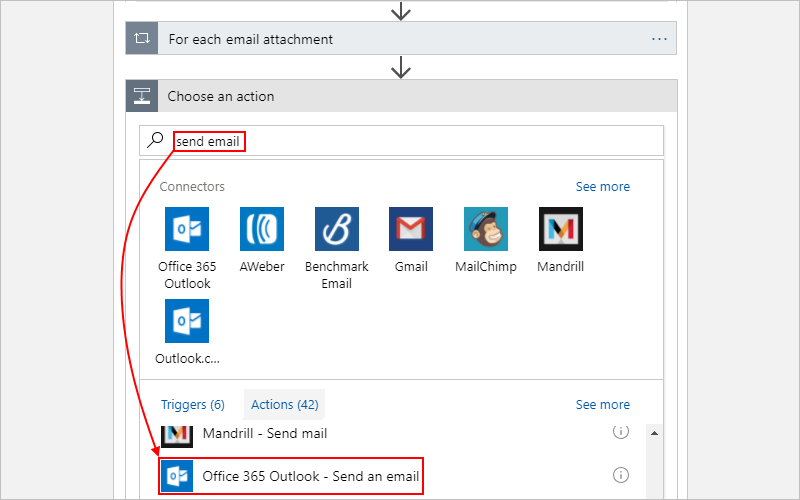 For each email attachment
Choose an action
send email
Connectors
See more
Office 365
Outlook
AWeber
Benchmark
Email
Gmail
MailChimp
Mandrill
Outlook.c...
Triggers (6)
Actions (42)
See more
Mandrill - Send mail
Office 365 Outlook - Send an email